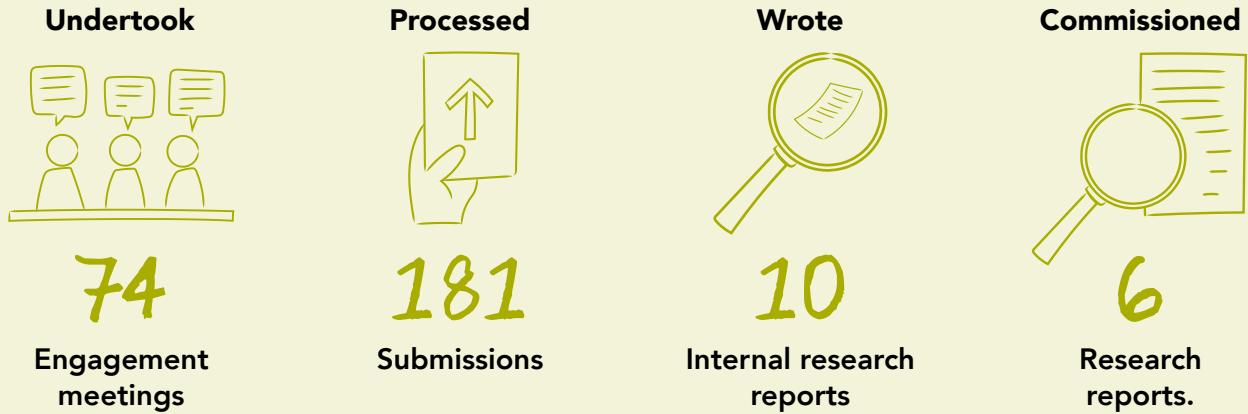 Undertook
74
Engagement
meetings
Processed
181
Submissions
Wrote
10
Internal research
reports
Commissioned
6
Research
reports.